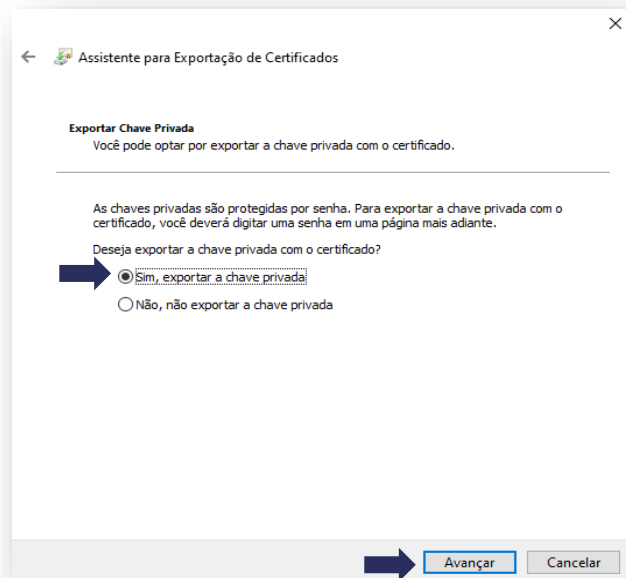 Assistente para Exportação de Certificados
Exportar Chave Privada
Você pode optar por exportar a chave privada com o certificado.
As chaves privadas são protegidas por senha. Para exportar a chave privada com o
certificado, você deverá digitar uma senha em uma página mais adiante.
Deseja exportar a chave privada com o certificado?
Sim, exportar a chave privada
Não, não exportar a chave privada
Avançar
Cancelar